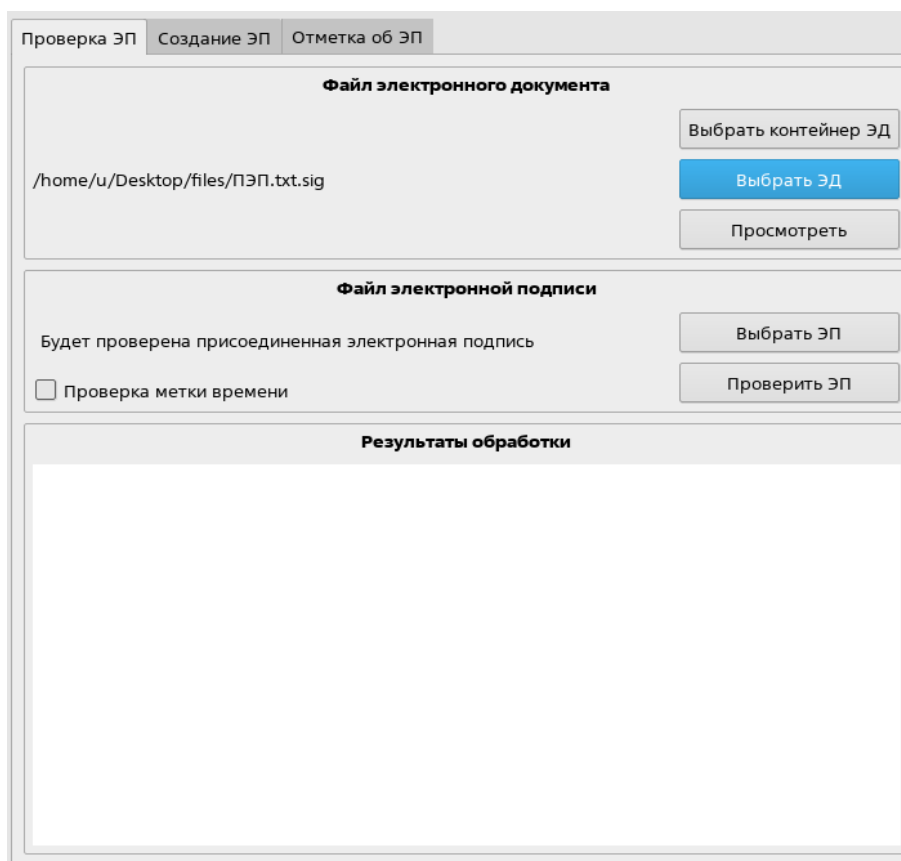 Проверка ЭП Создание ЭП Отметка об ЭП
Файл электронного документа
Выбрать контейнер ЭД
/home/u/Desktop/files/ПЭП.txt.sig
Выбрать ЭД
Просмотреть
Файл электронной подписи
Будет проверена присоединенная электронная подпись
Выбрать ЭП
Проверка метки времени
Проверить ЭП
Результаты обработки